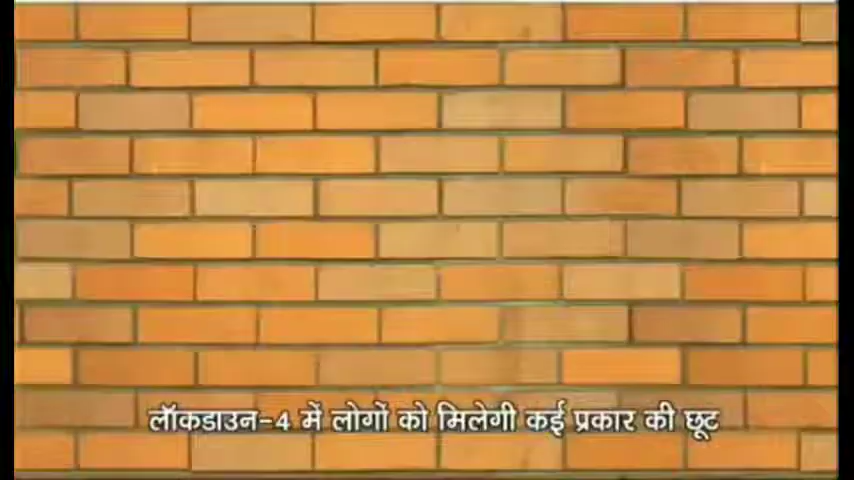 लॉकडाउन-4 में लोगों को मिलेगी कई प्रकार की छूट